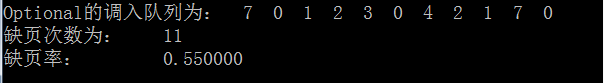 Optional的调入队列为： 7 0 1 2 3 0 4 2 1 7 0
缺页次数为： 11
缺页率： 0.550000